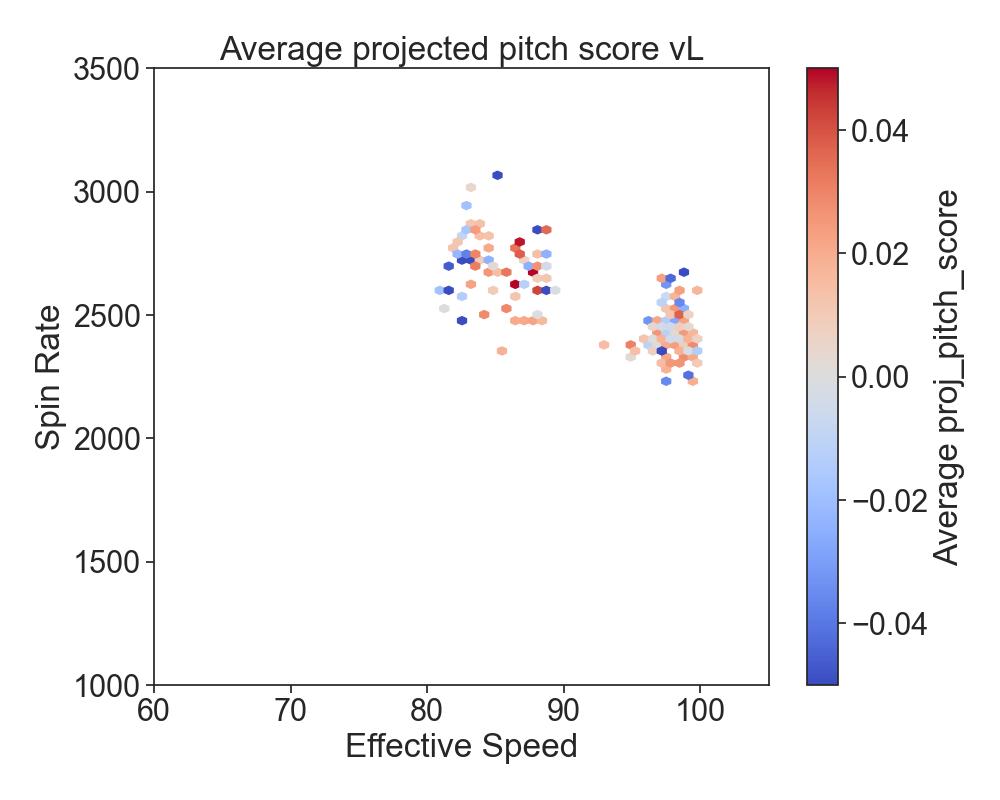 Average projected pitch score vL
3500
3000
2500
2000
1500
1000
Spin Rate
60 70 80 90 100
Effective Speed
0.04
0.02
0.00
−0.02
−0.04
Average proj_pitch_score